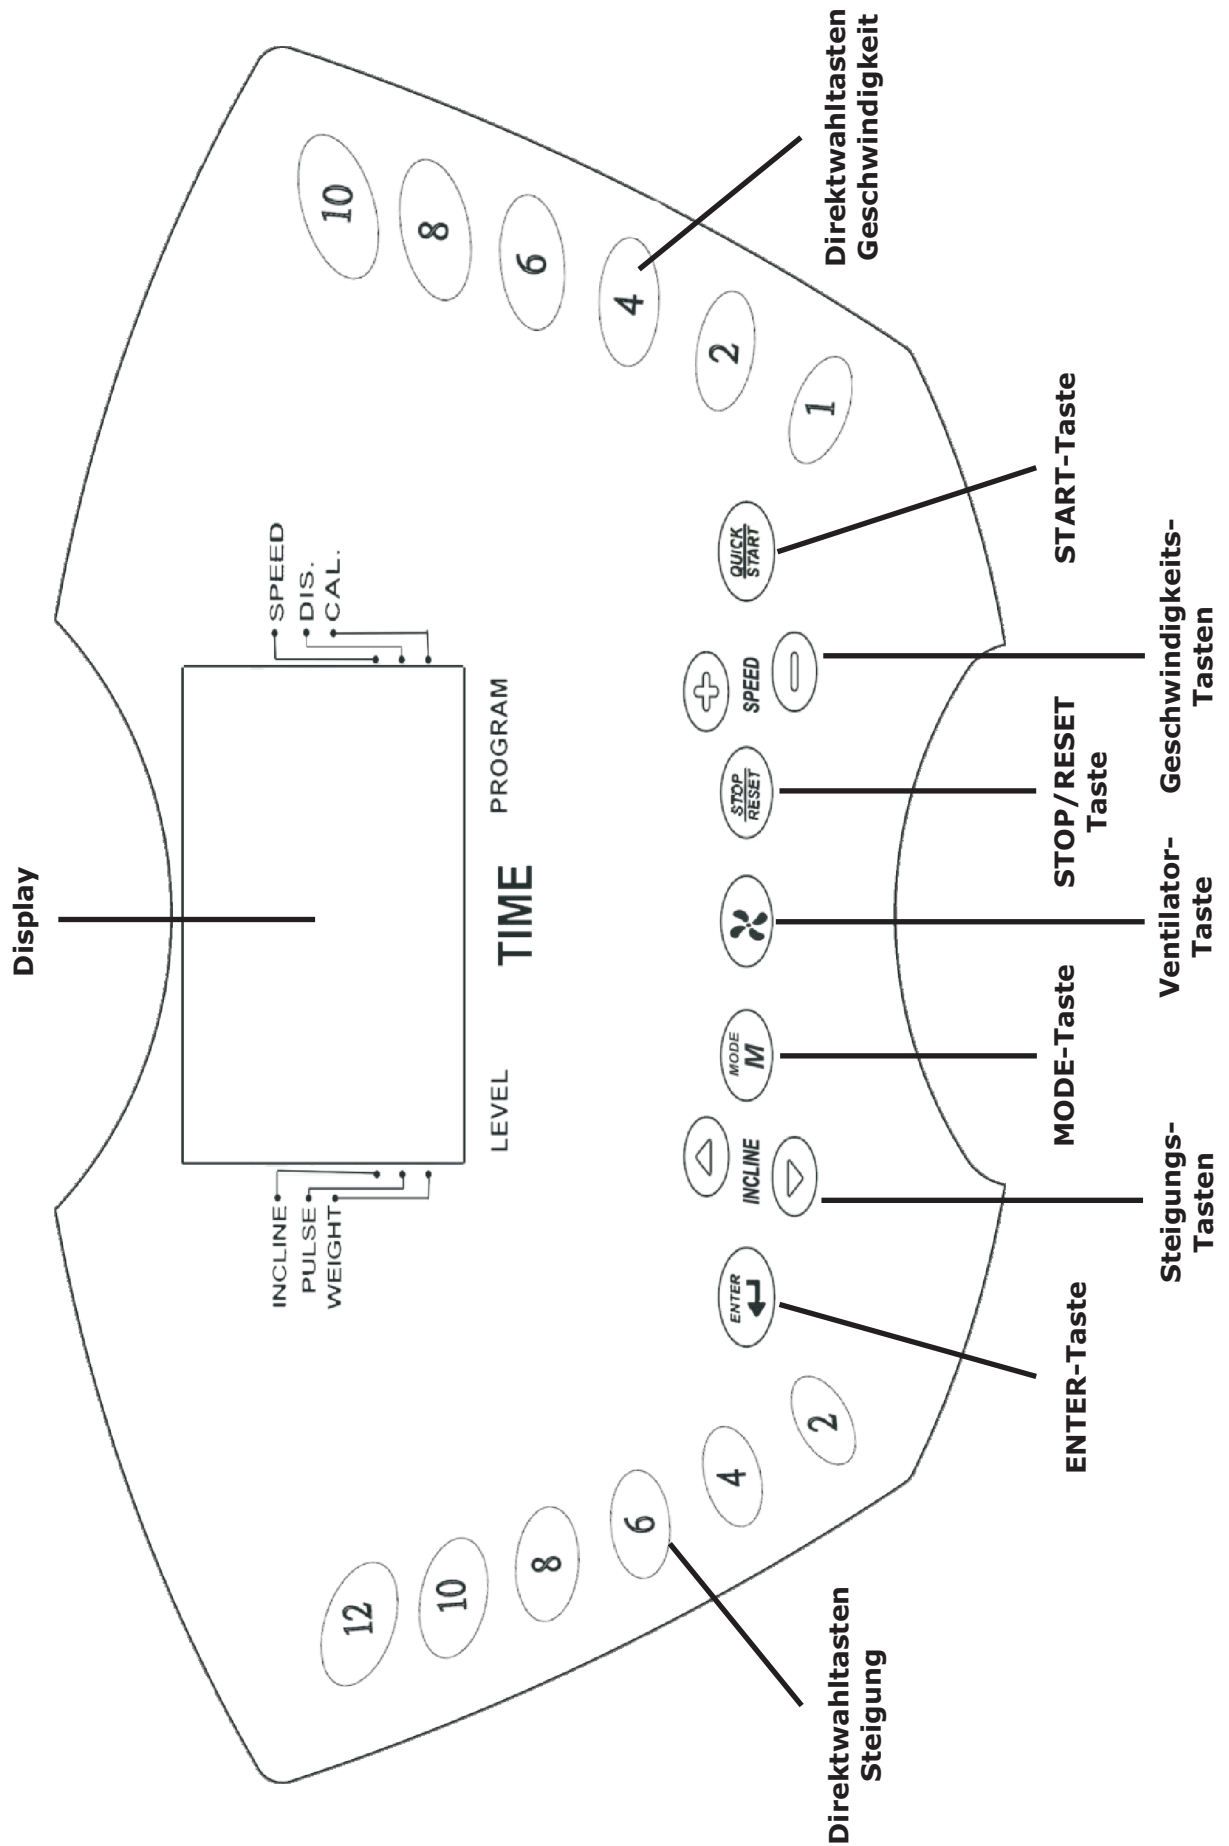 Display
INCLINE
PULSE
WEIGHT
SPEED
DIS.
CAL.
LEVEL
TIME
PROGRAM
12
10
8
6
4
2
10
8
6
4
2
1
ENTER
INCLINE
MODE
M
STOP
RESET
SPEED
QUICK
START
Direktwahltasten
Steigung
ENTER-Taste
Steigungs-
Tasten
MODE-Taste
Ventilator-
Taste
STOP/RESET
Taste
Geschwindigkeits-
Tasten
START-Taste
Direktwahltasten
Geschwindigkeit